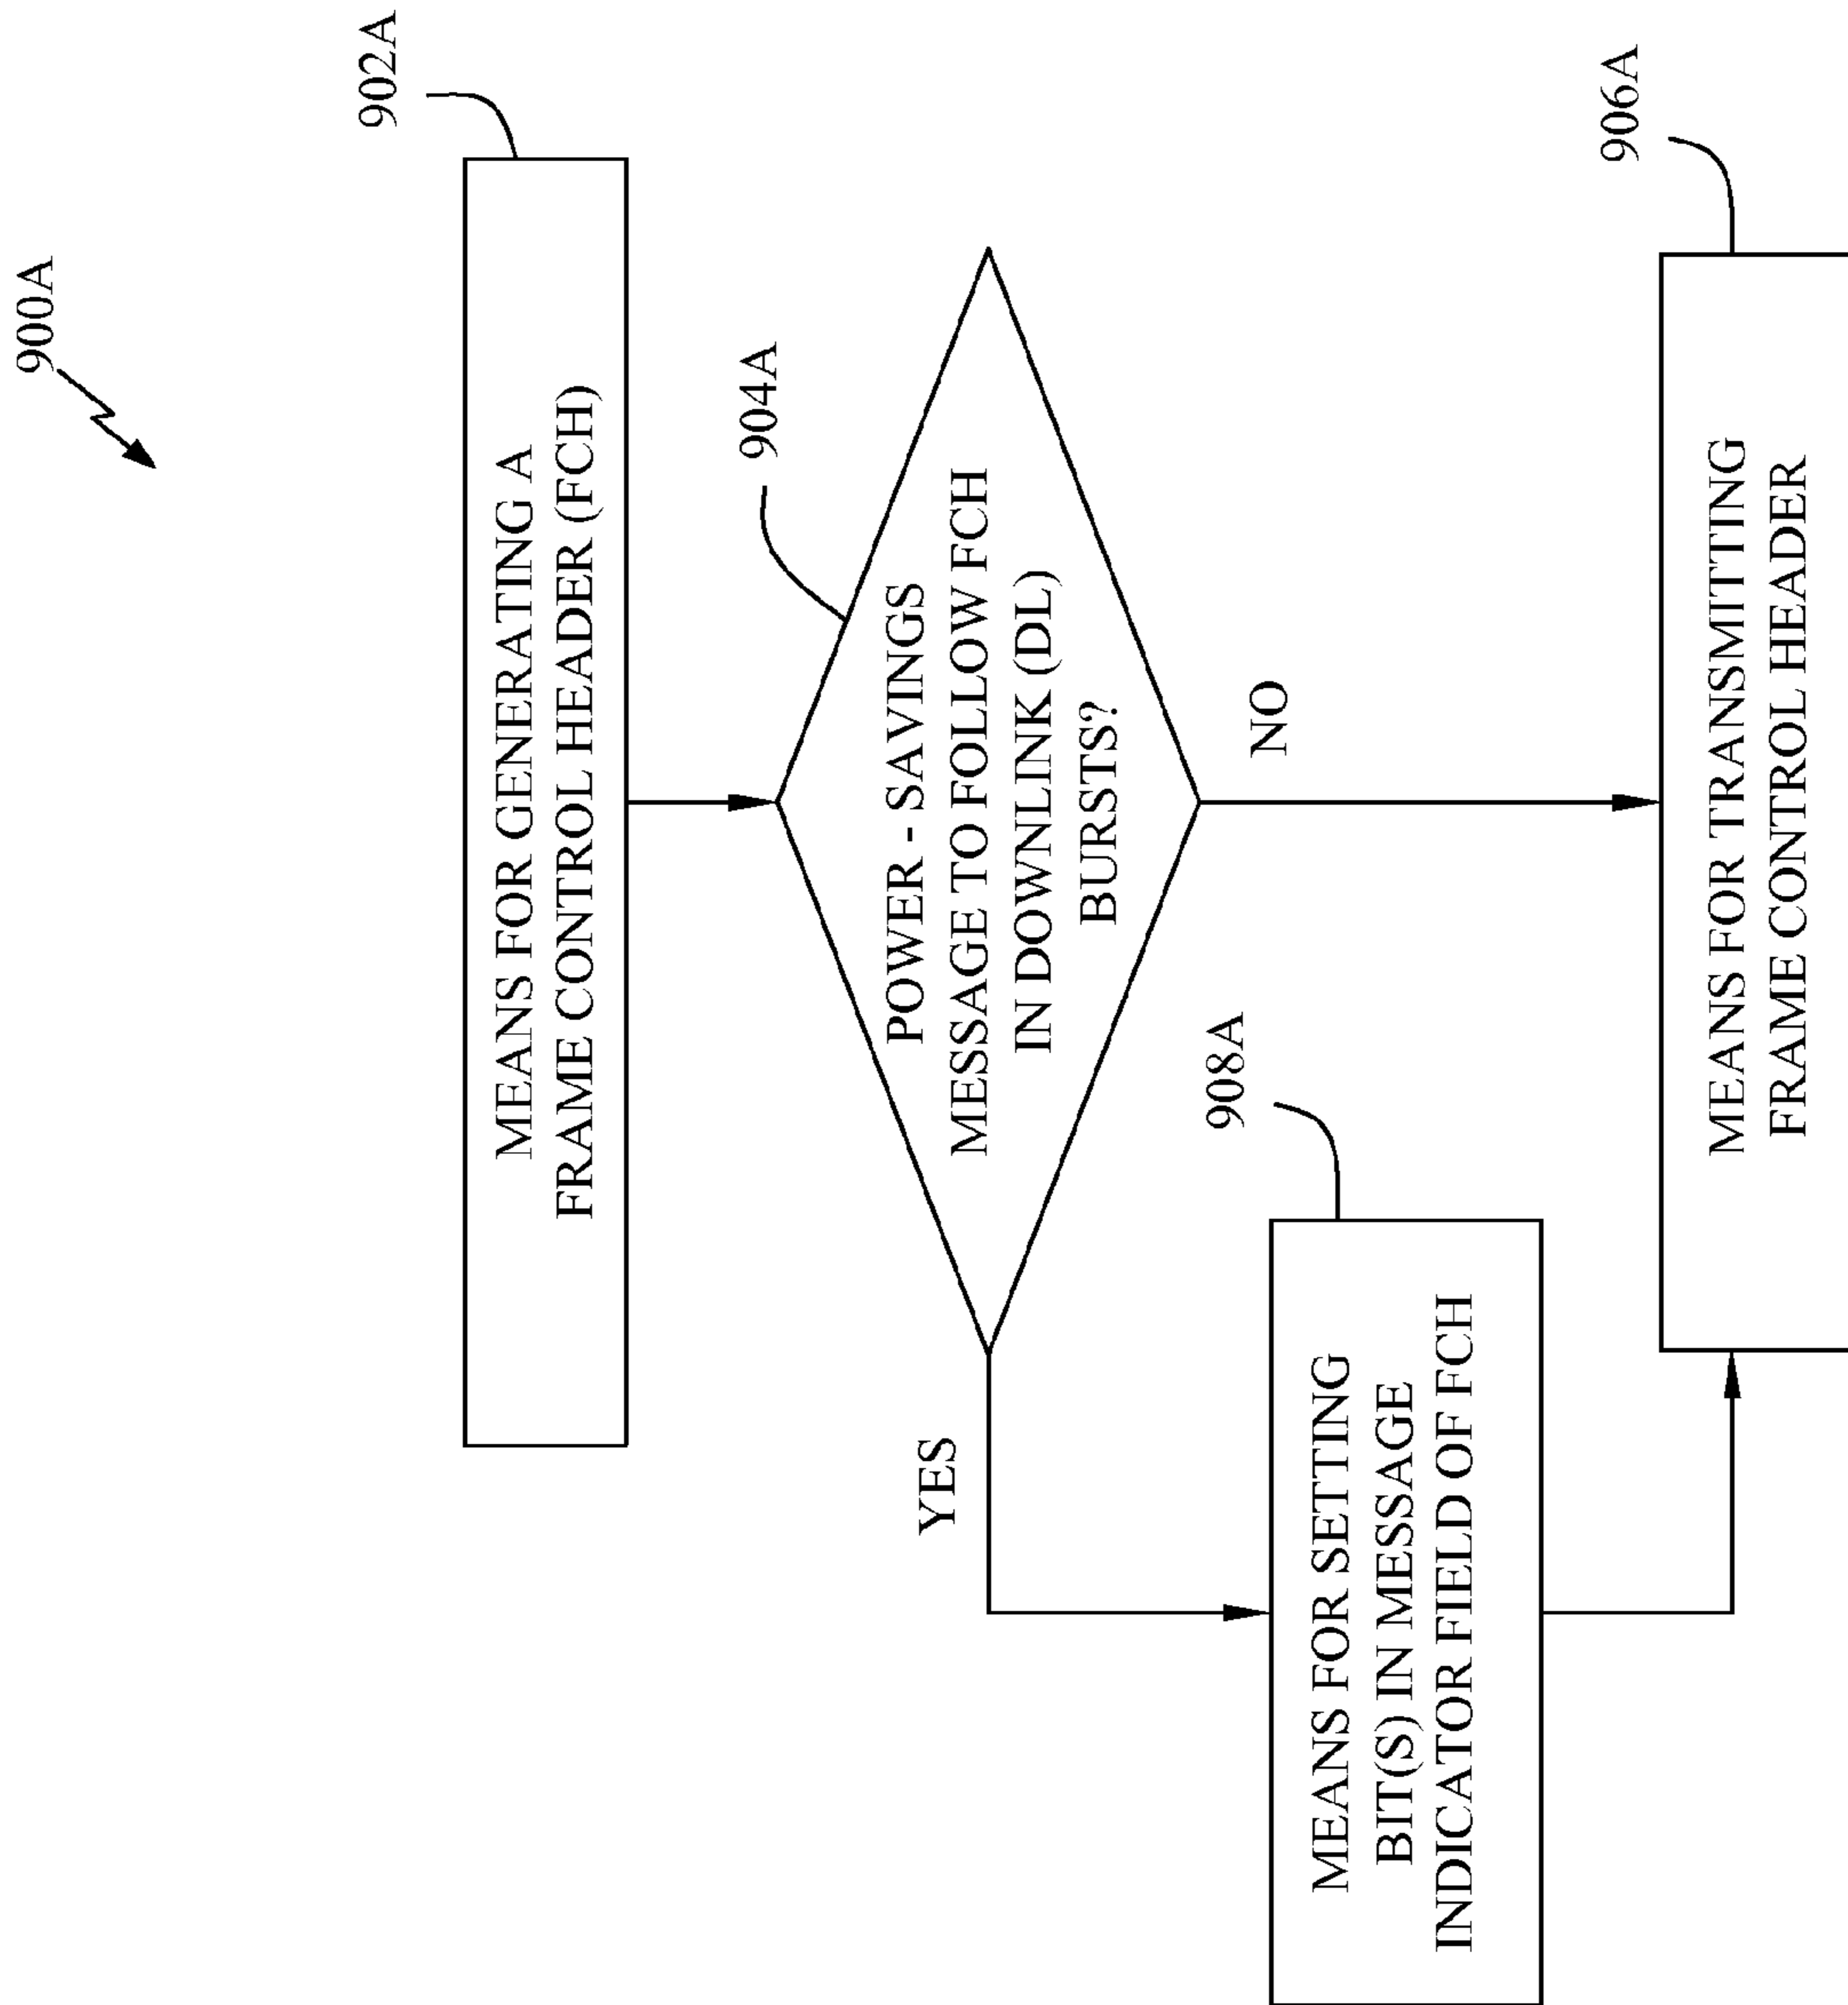 900A
902A
MEANS FOR GENERATING A
FRAME CONTROL HEADER (FCH)
904A
POWER - SAVINGS
MESSAGE TO FOLLOW FCH
IN DOWNLINK (DL)
BURSTS?
YES
NO
908A
MEANS FOR SETTING
BIT(S) IN MESSAGE
INDICATOR FIELD OF FCH
906A
MEANS FOR TRANSMITTING
FRAME CONTROL HEADER